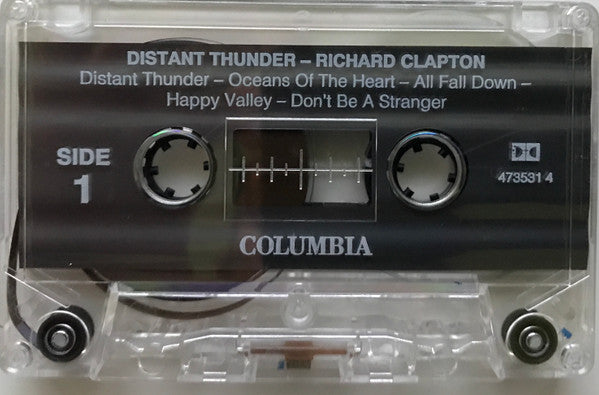 DISTANT THUNDER – RICHARD CLAPTON
Distant Thunder – Oceans Of The Heart – All Fall Down –
Happy Valley – Don't Be A Stranger
SIDE
1
473531 4
COLUMBIA